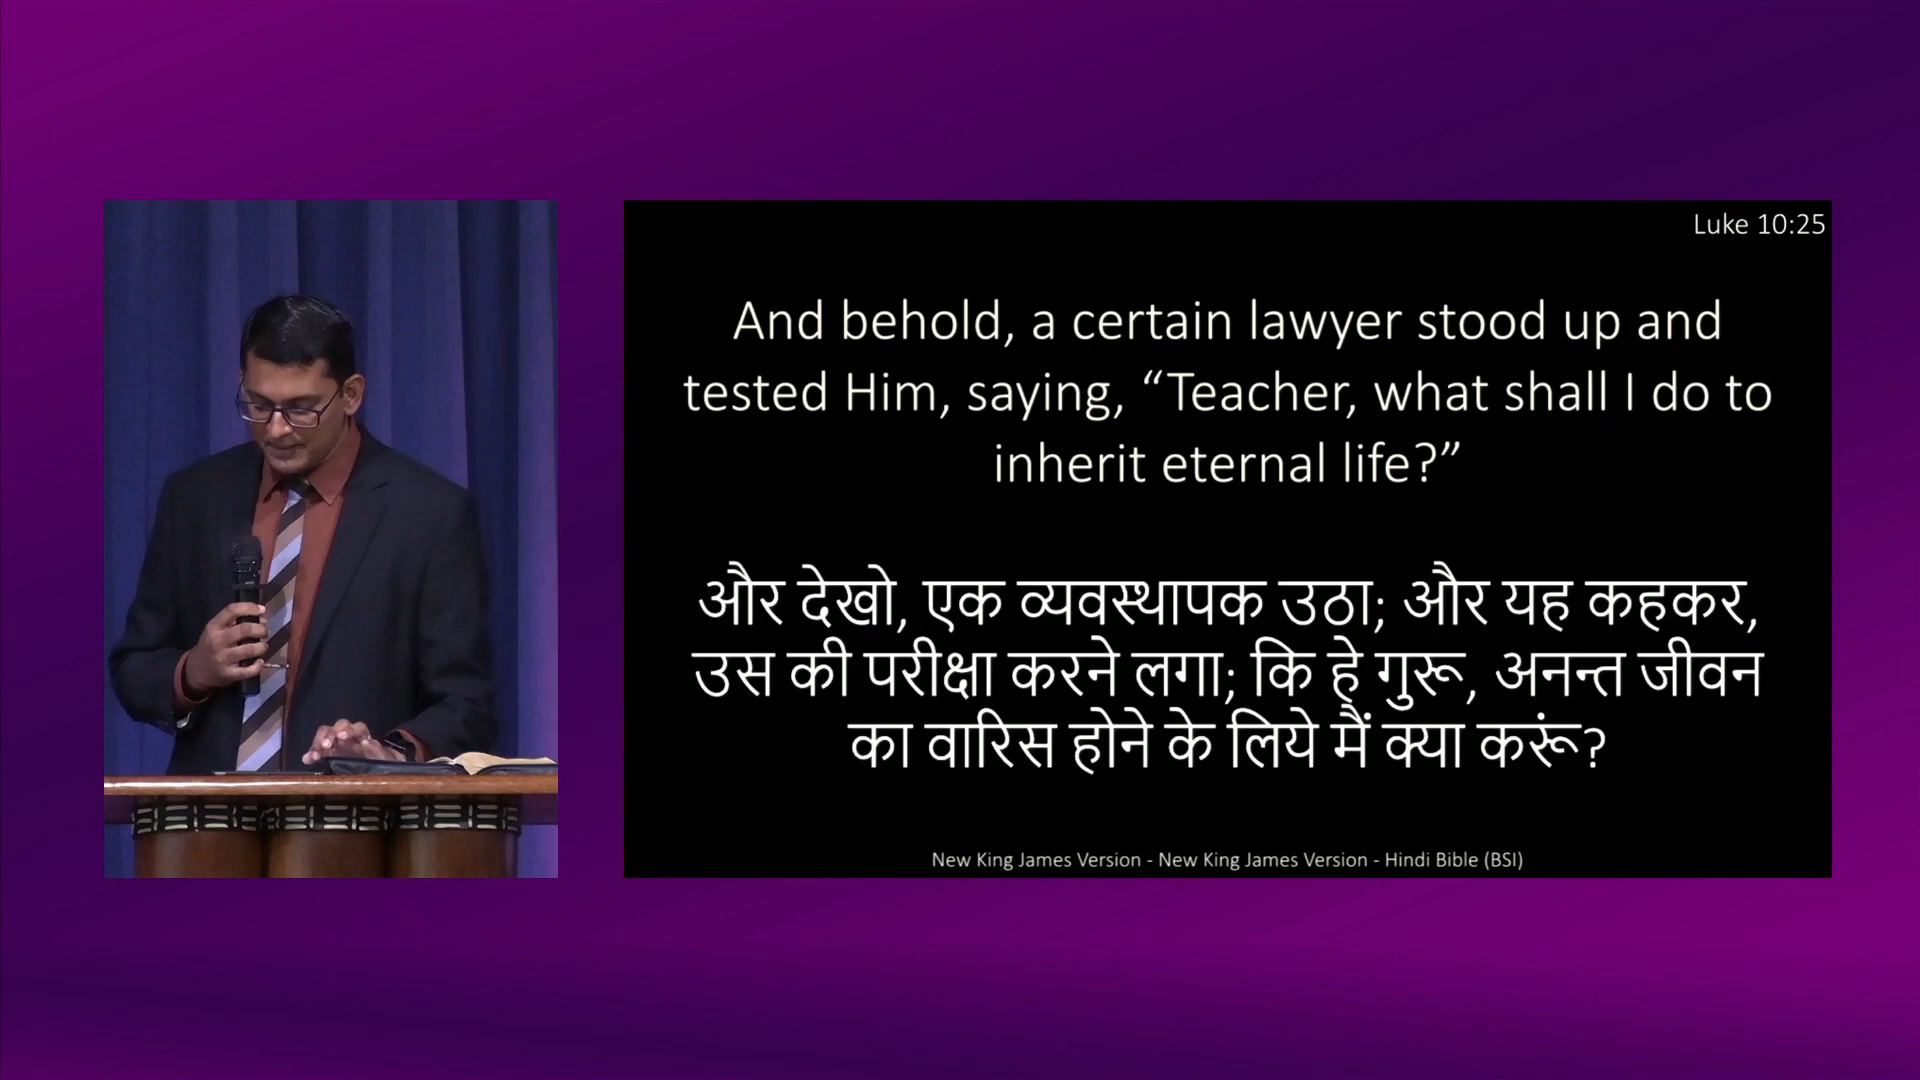 Luke 10:25
And behold, a certain lawyer stood up and
tested Him, saying, “Teacher, what shall I do to
inherit eternal life?”
और देखो, एक व्यवस्थापक उठा; और यह कहकर,
उस की परीक्षा करने लगा; कि हे गुरू, अनन्त जीवन
का वारिस होने के लिये मैं क्या करूं?
New King James Version - New King James Version - Hindi Bible (BSI)